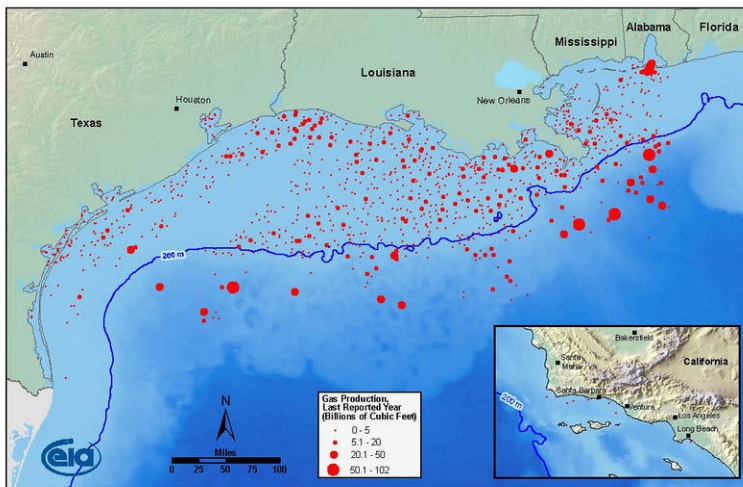 Austin
Houston
Texas
Louisiana
New Orleans
Mississippi
Alabama
Florida
200 m
N
Miles
0 25 50 100
eia
Gas Production,
Last Reported Year
(Billions of Cubic Feet)
0 - 5
5.1 - 20
20.1 - 50
50.1 - 102
Bakersfield
Santa
Maria
California
Santa Barbara
Ventura
Los Angeles
Long Beach
200 m